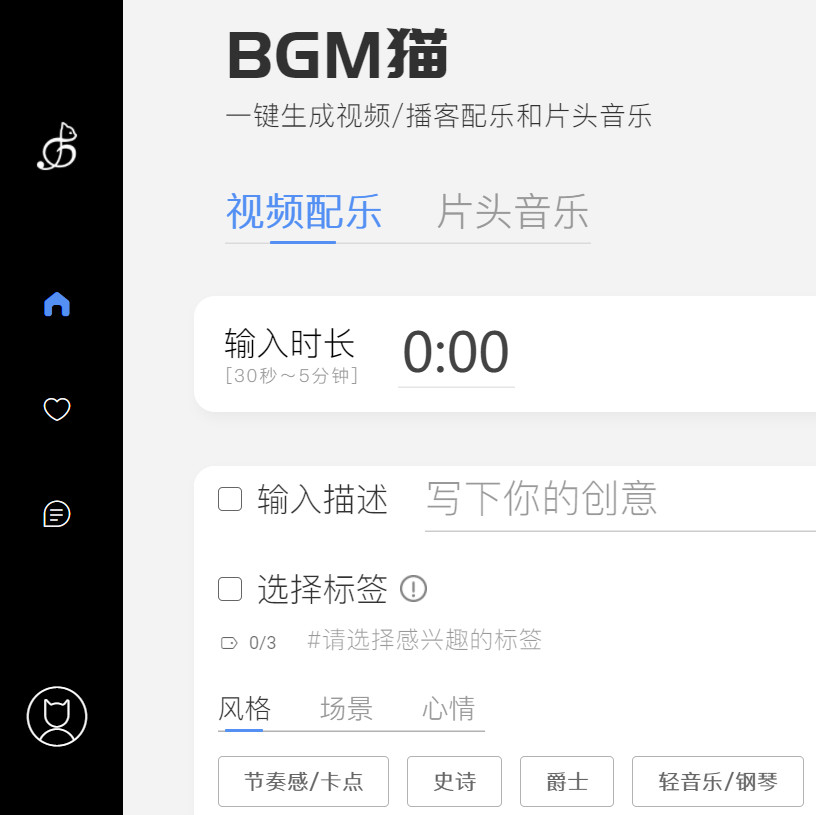 BGM猫
一键生成视频/播客配乐和片头音乐
视频配乐 片头音乐
输入时长 0:00
[30秒～5分钟]
输入描述 写下你的创意
选择标签
0/3 #请选择感兴趣的标签
风格 场景 心情
节奏感/卡点 史诗 爵士 轻音乐/钢琴